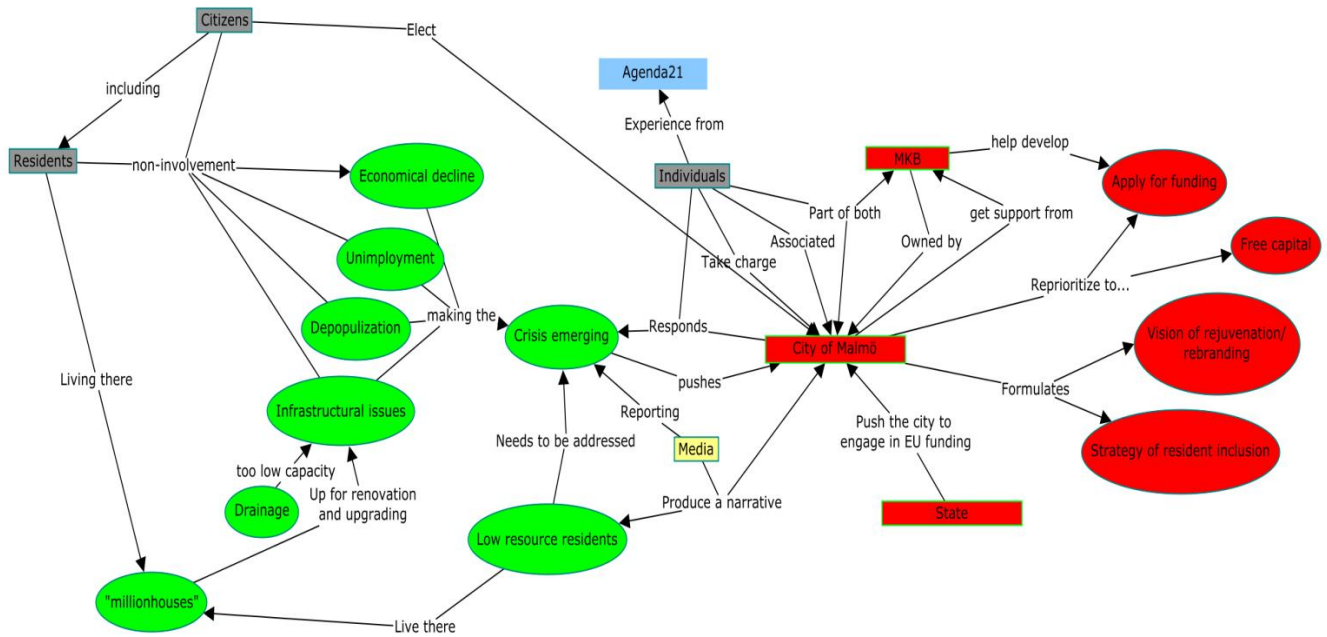 Citizens
Elect
Agenda21
including
Experience from
help develop
Residents
non-involvement
Economical decline
Individuals
MKB
Apply for funding
Part of both
get support from
Associated
Owned by
Free capital
Unimployment
Take charge
Reprioritize to...
Depopulization
making the
Crisis emerging
Responds
City of Malmö
Vision of rejuvenation/
rebranding
Living there
pushes
Formulates
Infrastructural issues
Reporting
Push the city to
engage in EU funding
Needs to be addressed
Media
Strategy of resident inclusion
too low capacity
Up for renovation
and upgrading
Drainage
Produce a narrative
State
Low resource residents
"millionhouses"
Live there